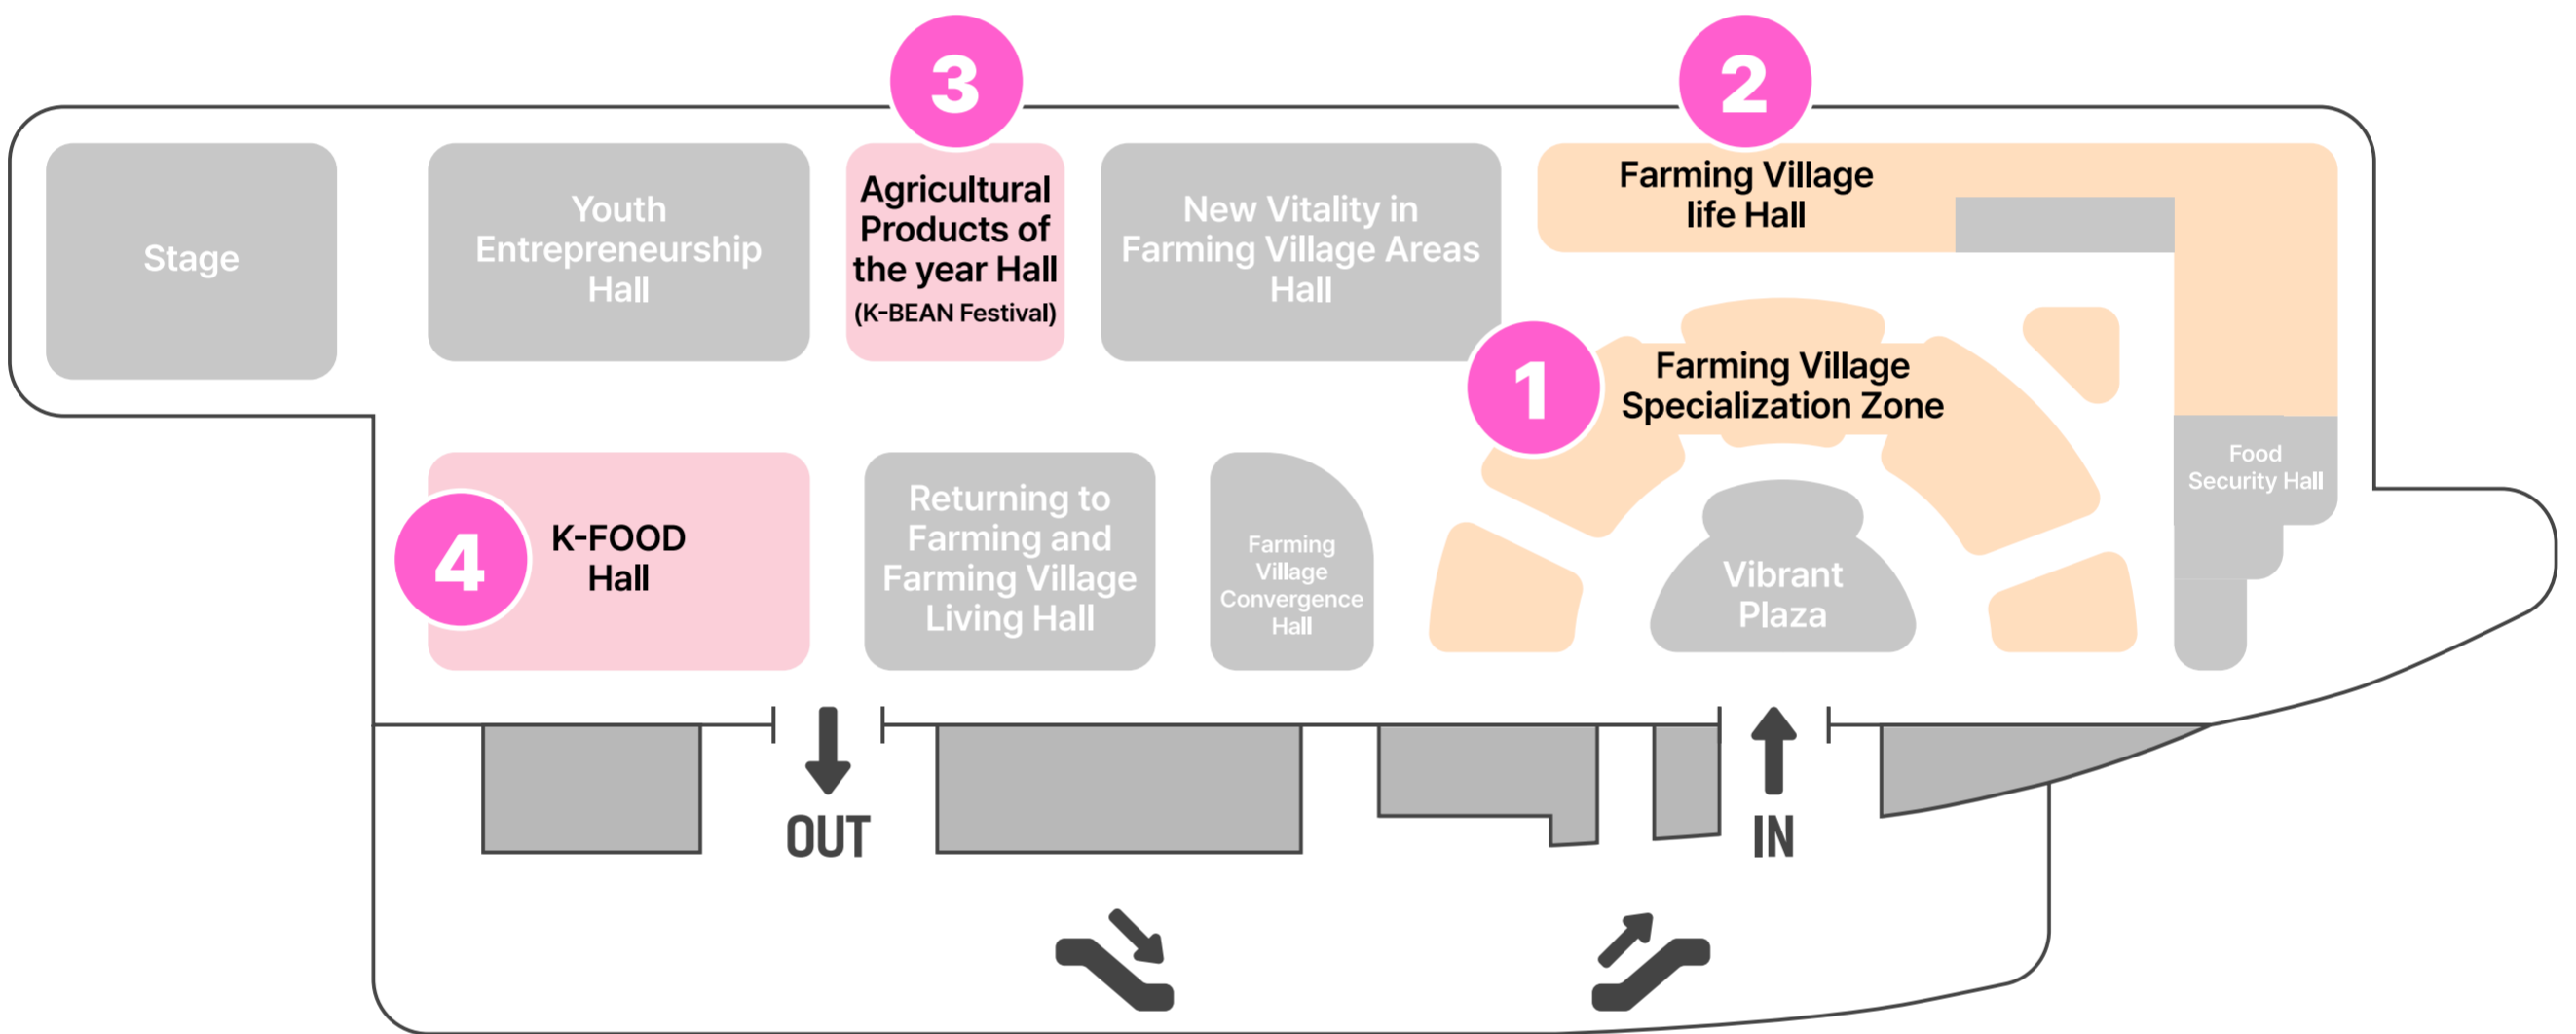 3
2
Stage
Youth
Entrepreneurship
Hall
Agricultural
Products of
the year Hall
(K-BEAN Festival)
New Vitality in
Farming Village Areas
Hall
Farming Village
life Hall
1
Farming Village
Specialization Zone
Food
Security Hall
4
K-FOOD
Hall
Returning to
Farming and
Farming Village
Living Hall
Farming
Village
Convergence
Hall
Vibrant
Plaza
OUT
IN